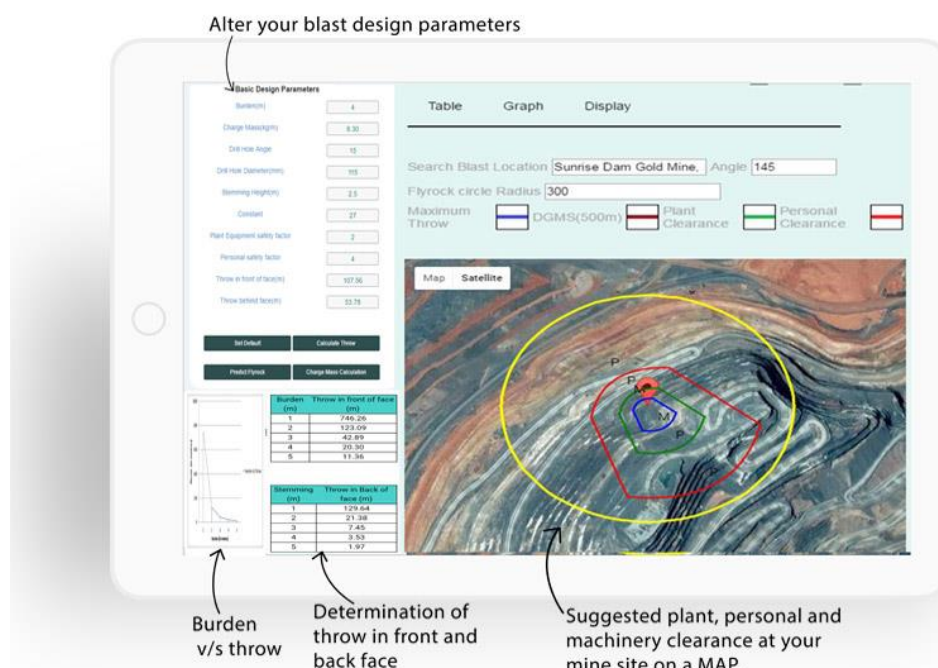 Alter your blast design parameters
Basic Design Parameters
Burden(m) 4
Charge Mass(kg/m) 8.30
Drill Hole Angle 15
Drill Hole Diameter(mm) 115
Stemming Height(m) 2.5
Constant 27
Plant Equipment safety factor 2
Personal safety factor 4
Throw in front of face(m) 107.56
Throw behind face(m) 53.78
Set Default Calculate Throw
Predict Flyrock Charge Mass Calculation
Table Graph Display
Search Blast Location Sunrise Dam Gold Mine, Angle 145
Flyrock circle Radius 300
Maximum Throw DGMS(500m) Plant Clearance Personal Clearance
Map Satellite
P
P
M
M
P
P
Burden (m) Throw in front of face (m)
1 746.26
2 123.09
3 42.89
4 20.30
5 11.36
Stemming (m) Throw in Back of face (m)
1 129.64
2 21.38
3 7.45
4 3.53
5 1.97
Burden
v/s throw
Determination of
throw in front and
back face
Suggested plant, personal and
machinery clearance at your
mine site on a MAP